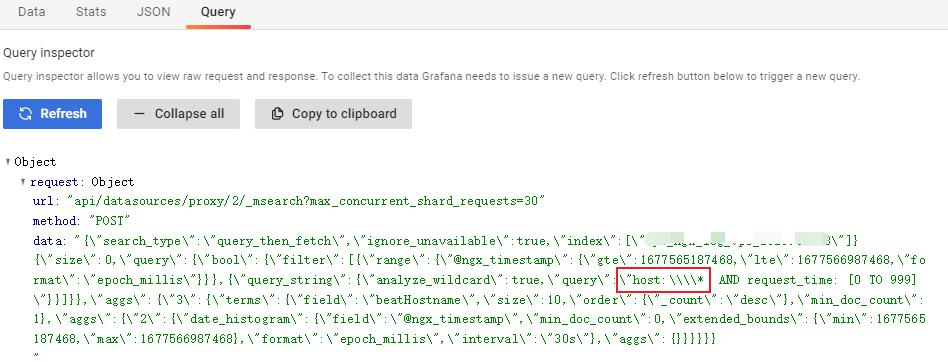 Data Stats JSON Query
Query inspector
Query inspector allows you to view raw request and response. To collect this data Grafana needs to issue a new query. Click refresh button below to trigger a new query.
Refresh Collapse all Copy to clipboard
Object
request: Object
url: "api/datasources/proxy/2/_msearch?max_concurrent_shard_requests=30"
method: "POST"
data: "{\"search_type\":\"query_then_fetch\",\"ignore_unavailable\":true,\"index\":[\" \"]}
{\"size\":0,\"query\":{\"bool\":{\"filter\":[{\"range\":{\"@ngx_timestamp\":{\"gte\":1677565187468,\"lte\":1677566987468,\"for
mat\":\"epoch_millis\"}}},{\"query_string\":{\"analyze_wildcard\":true,\"query\":\"host:\\\\* AND request_time: [0 TO 999]
\"}}]}},\"aggs\":{\"3\":{\"terms\":{\"field\":\"beatHostname\",\"size\":10,\"order\":{\"_count\":\"desc\"},\"min_doc_count\":
1},\"aggs\":{\"2\":{\"date_histogram\":{\"field\":\"@ngx_timestamp\",\"min_doc_count\":0,\"extended_bounds\":{\"min\":1677565
187468,\"max\":1677566987468},\"format\":\"epoch_millis\",\"interval\":\"30s\"},\"aggs\":{}}}}}}
"